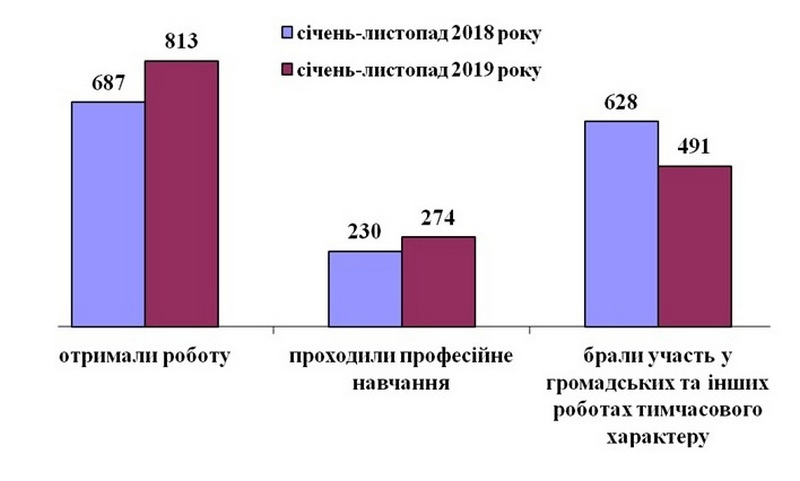 січень-листопад 2018 року
січень-листопад 2019 року
813
687
628
491
230
274
отримали роботу
проходили професійне
навчання
брали участь у
громадських та інших
роботах тимчасового
характеру